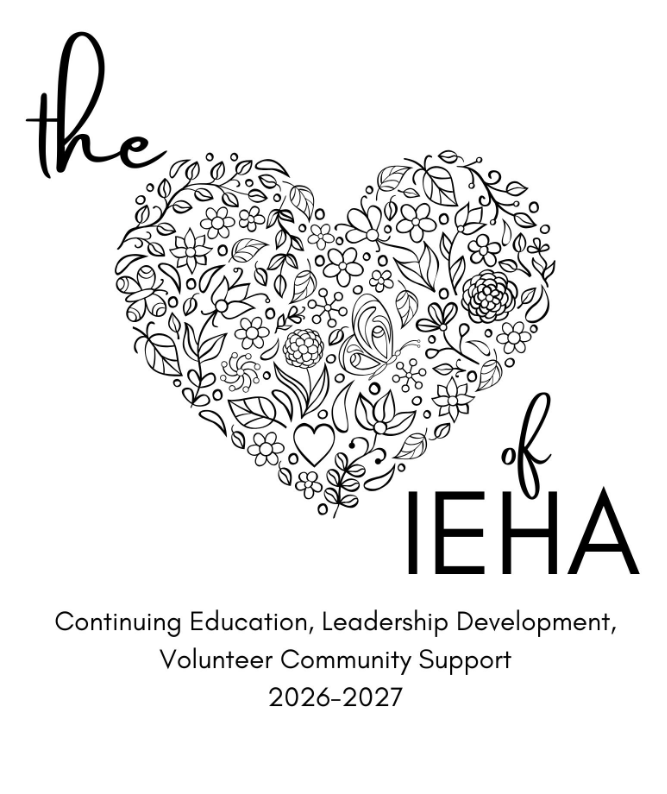 the
of
IEHA
Continuing Education, Leadership Development,
Volunteer Community Support
2026-2027